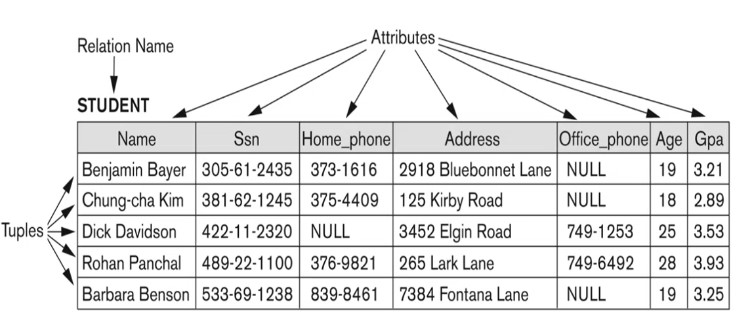 Attributes
Relation Name
STUDENT
Name Ssn Home_phone Address Office_phone Age Gpa
Benjamin Bayer 305-61-2435 373-1616 2918 Bluebonnet Lane NULL 19 3.21
Chung-cha Kim 381-62-1245 375-4409 125 Kirby Road NULL 18 2.89
Tuples Dick Davidson 422-11-2320 NULL 3452 Elgin Road 749-1253 25 3.53
Rohan Panchal 489-22-1100 376-9821 265 Lark Lane 749-6492 28 3.93
Barbara Benson 533-69-1238 839-8461 7384 Fontana Lane NULL 19 3.25